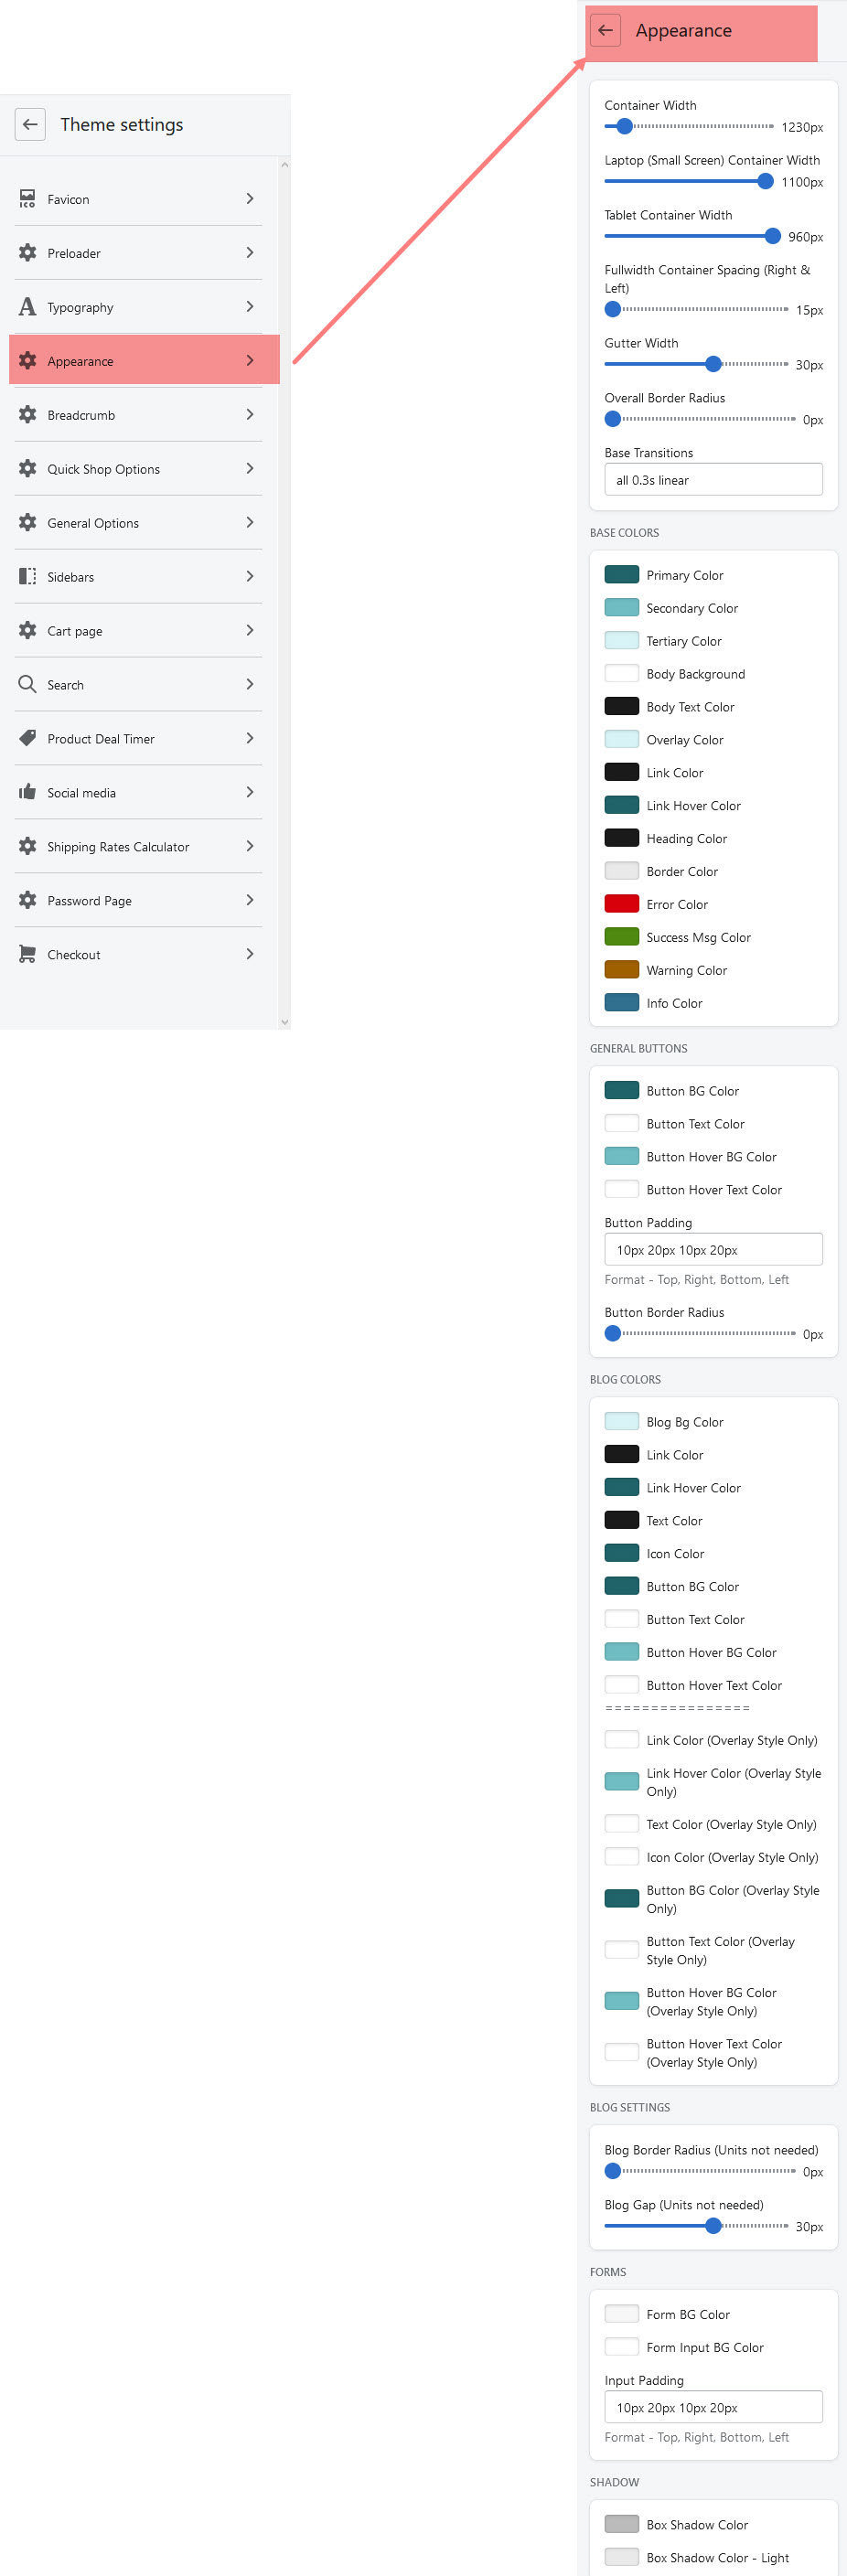 Theme settings
ICO
Favicon
Preloader
A
Typography
Appearance
Breadcrumb
Quick Shop Options
General Options
Sidebars
Cart page
Search
Product Deal Timer
Social media
Shipping Rates Calculator
Password Page
Checkout
Appearance
Container Width
1230px
Laptop (Small Screen) Container Width
1100px
Tablet Container Width
960px
Fullwidth Container Spacing (Right &
Left)
15px
Gutter Width
30px
Overall Border Radius
0px
Base Transitions
all 0.3s linear
BASE COLORS
Primary Color
Secondary Color
Tertiary Color
Body Background
Body Text Color
Overlay Color
Link Color
Link Hover Color
Heading Color
Border Color
Error Color
Success Msg Color
Warning Color
Info Color
GENERAL BUTTONS
Button BG Color
Button Text Color
Button Hover BG Color
Button Hover Text Color
Button Padding
10px 20px 10px 20px
Format - Top, Right, Bottom, Left
Button Border Radius
0px
BLOG COLORS
Blog Bg Color
Link Color
Link Hover Color
Text Color
Icon Color
Button BG Color
Button Text Color
Button Hover BG Color
Button Hover Text Color
================
Link Color (Overlay Style Only)
Link Hover Color (Overlay Style
Only)
Text Color (Overlay Style Only)
Icon Color (Overlay Style Only)
Button BG Color (Overlay Style
Only)
Button Text Color (Overlay
Style Only)
Button Hover BG Color
(Overlay Style Only)
Button Hover Text Color
(Overlay Style Only)
BLOG SETTINGS
Blog Border Radius (Units not needed)
0px
Blog Gap (Units not needed)
30px
FORMS
Form BG Color
Form Input BG Color
Input Padding
10px 20px 10px 20px
Format - Top, Right, Bottom, Left
SHADOW
Box Shadow Color
Box Shadow Color - Light